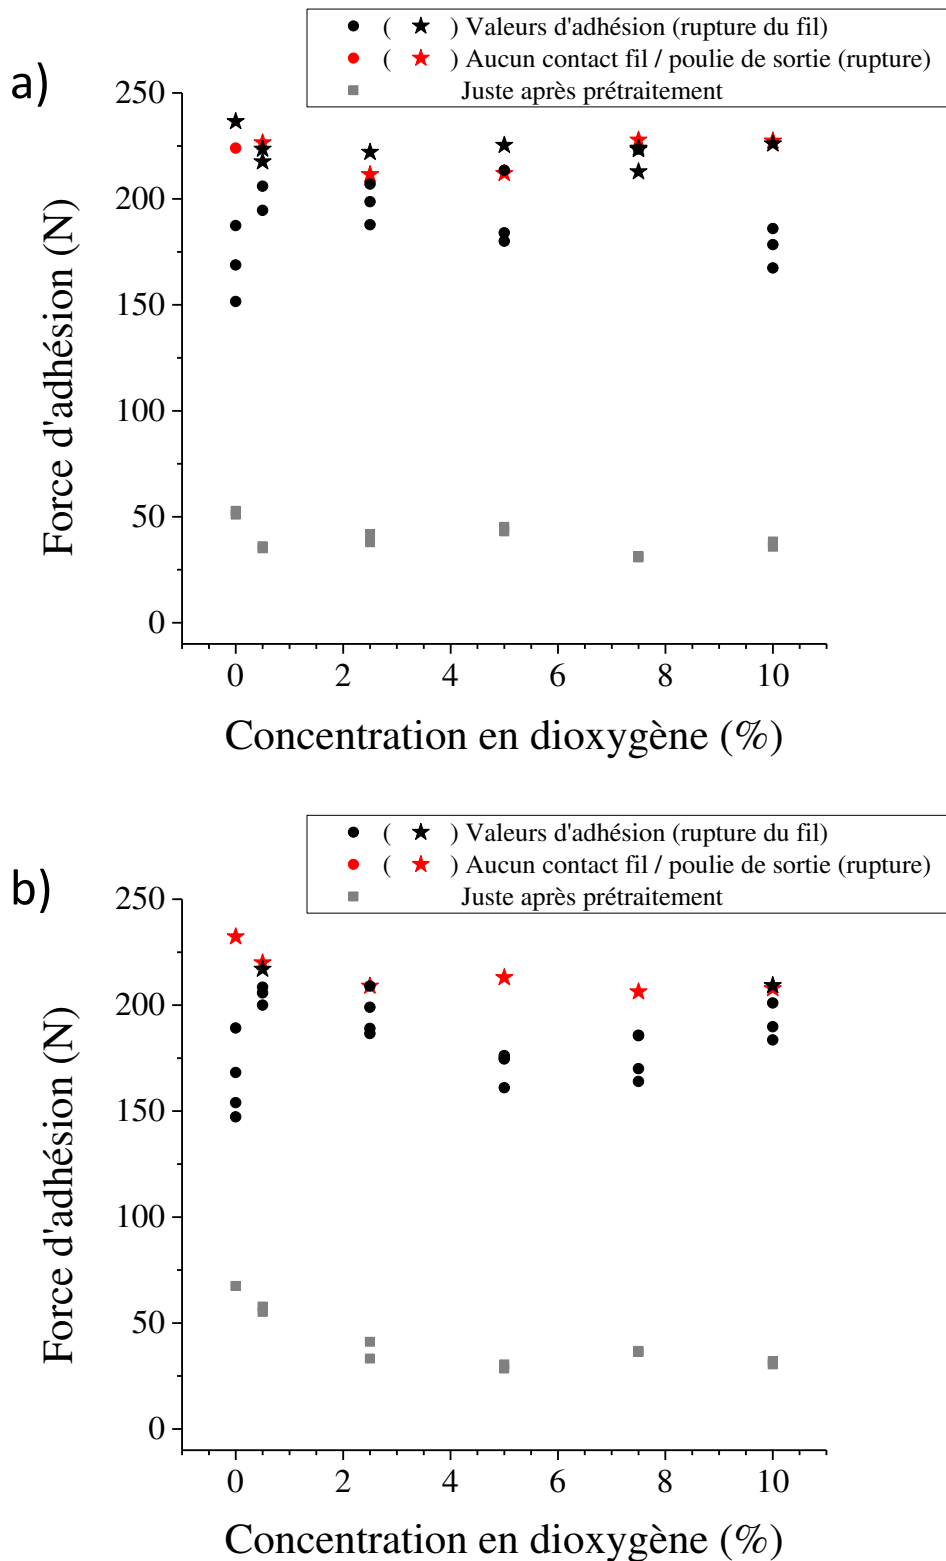 ( ★ ) Valeurs d'adhésion (rupture du fil)
( ★ ) Aucun contact fil / poulie de sortie (rupture)
Juste après prétraitement
a)
250
200
150
100
50
0
Force d'adhésion (N)
0 2 4 6 8 10
Concentration en dioxygène (%)
( ★ ) Valeurs d'adhésion (rupture du fil)
( ★ ) Aucun contact fil / poulie de sortie (rupture)
Juste après prétraitement
b)
250
200
150
100
50
0
Force d'adhésion (N)
0 2 4 6 8 10
Concentration en dioxygène (%)